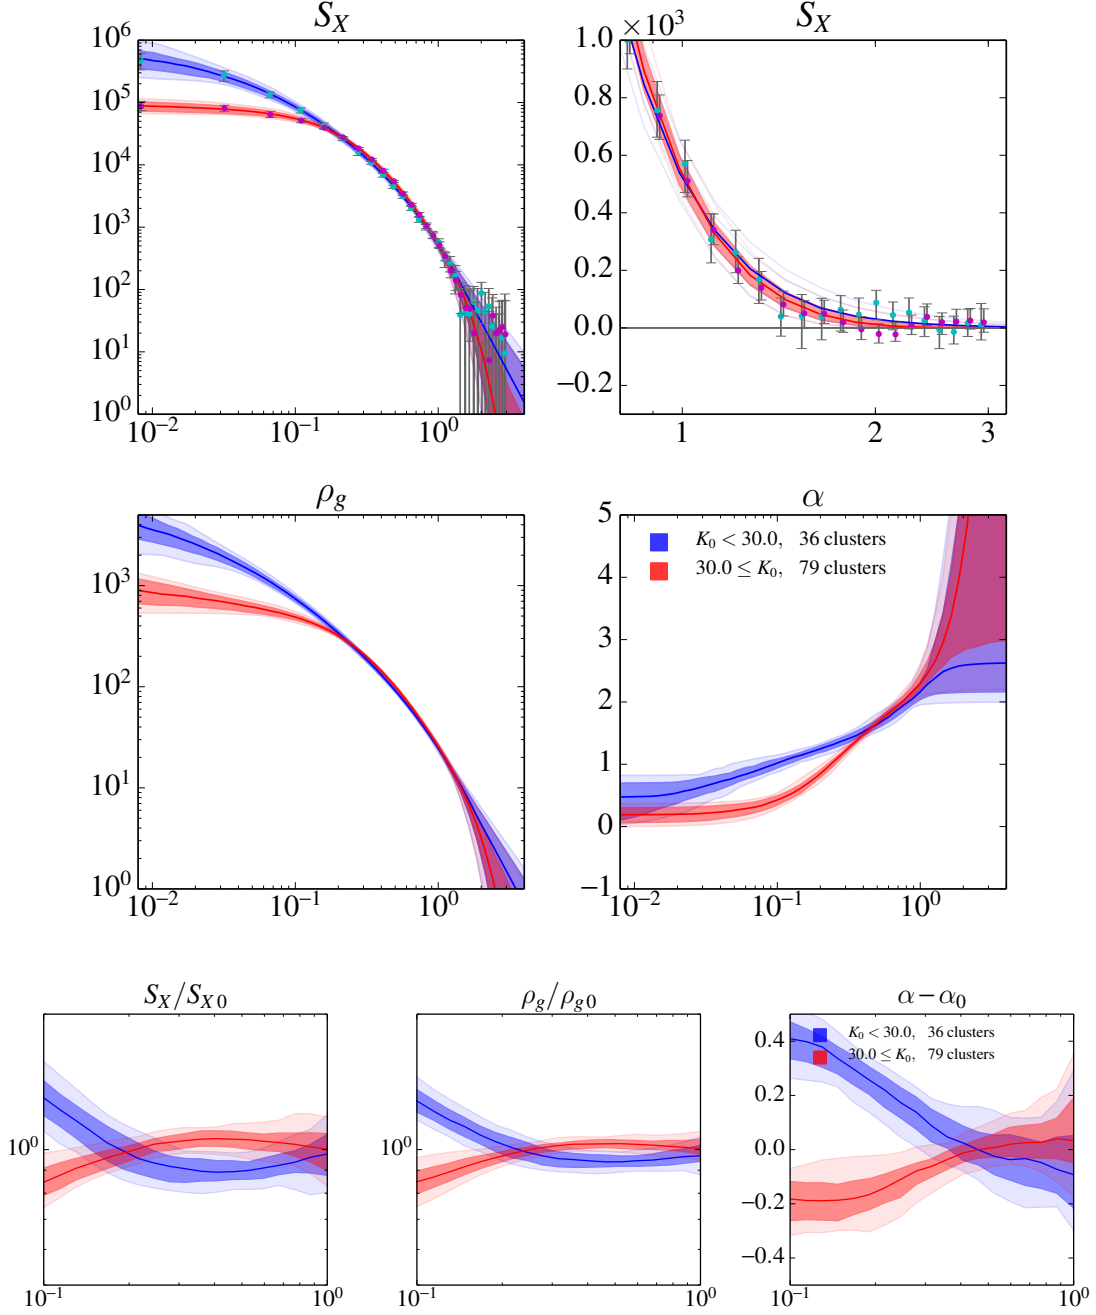 S_X
10^6
10^5
10^4
10^3
10^2
10^1
10^0
10^-2 10^-1 10^0
S_X
×10^3
1.0
0.8
0.6
0.4
0.2
0.0
−0.2
1 2 3
ρ_g
10^3
10^2
10^1
10^0
10^-2 10^-1 10^0
α
5
4
3
2
1
0
−1
K_0 < 30.0, 36 clusters
30.0 ≤ K_0, 79 clusters
10^-2 10^-1 10^0
S_X/S_X0
10^0
10^-1 10^0
ρ_g/ρ_g0
10^0
10^-1 10^0
α − α_0
0.4
0.2
0.0
−0.2
−0.4
K_0 < 30.0, 36 clusters
30.0 ≤ K_0, 79 clusters
10^-1 10^0